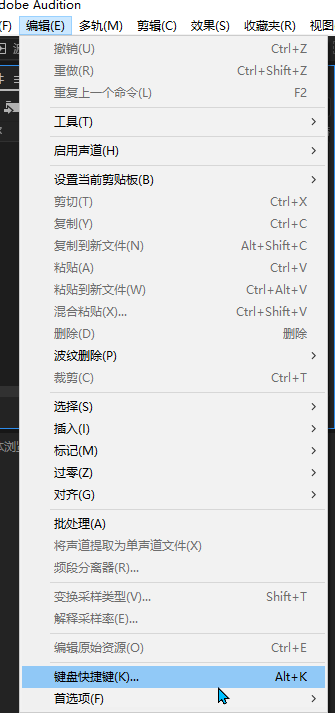 dobe Audition
(F) 编辑(E) 多轨(M) 剪辑(C) 效果(S) 收藏夹(R) 视图
撤销(U) Ctrl+Z
重做(R) Ctrl+Shift+Z
重复上一个命令(L) F2
工具(T)
启用声道(H)
设置当前剪贴板(B)
剪切(T) Ctrl+X
复制(Y) Ctrl+C
复制到新文件(N) Alt+Shift+C
粘贴(A) Ctrl+V
粘贴到新文件(W) Ctrl+Alt+V
混合粘贴(X)... Ctrl+Shift+V
删除(D) 删除
波纹删除(P)
裁剪(C) Ctrl+T
选择(S)
插入(I)
标记(M)
过零(Z)
对齐(G)
批处理(A)
将声道提取为单声道文件(X)
频段分离器(R)...
变换采样类型(V)... Shift+T
解释采样率(E)...
编辑原始资源(O) Ctrl+E
键盘快捷键(K)... Alt+K
首选项(F)